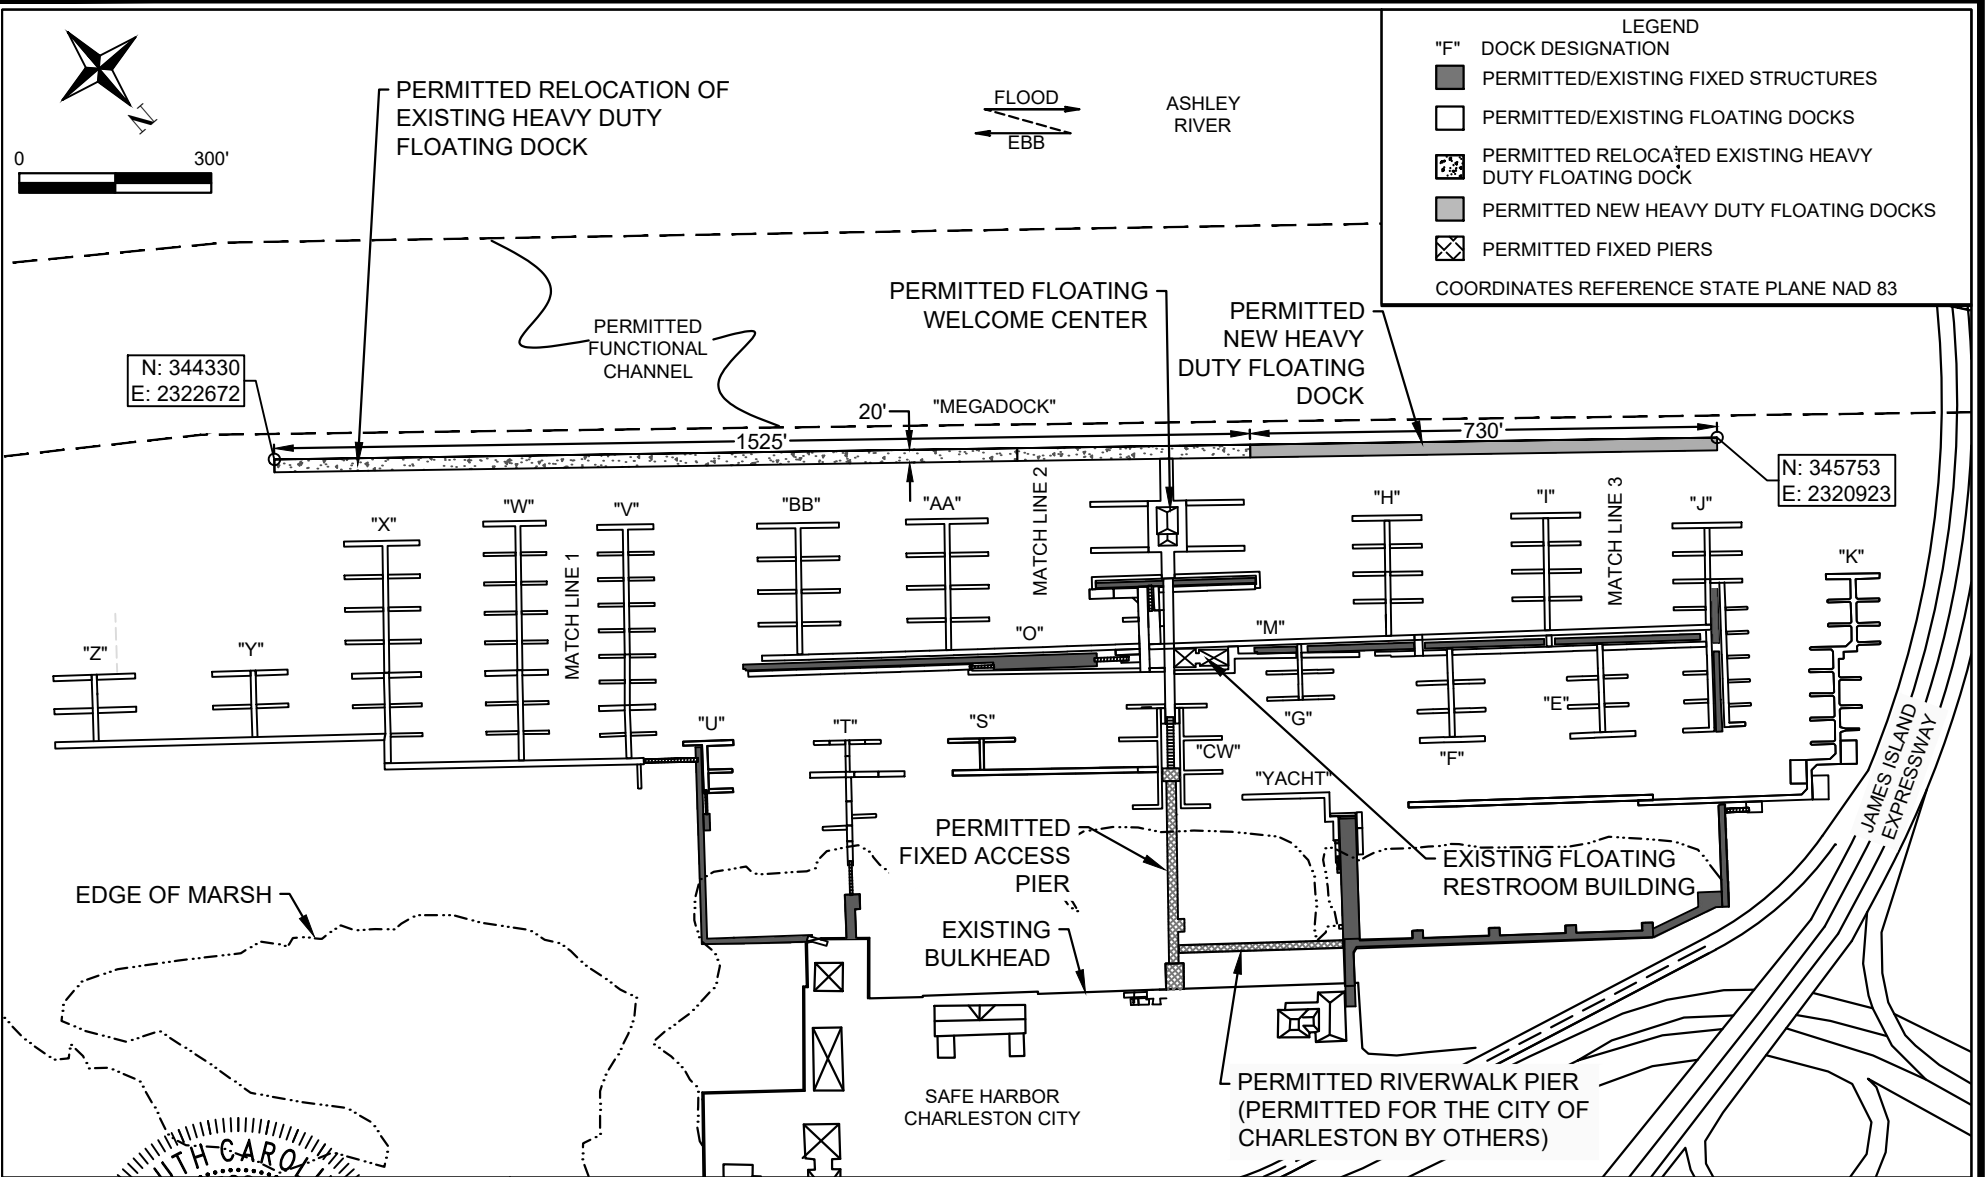 LEGEND
"F" DOCK DESIGNATION
PERMITTED/EXISTING FIXED STRUCTURES
PERMITTED/EXISTING FLOATING DOCKS
PERMITTED RELOCATED EXISTING HEAVY
DUTY FLOATING DOCK
PERMITTED NEW HEAVY DUTY FLOATING DOCKS
PERMITTED FIXED PIERS
COORDINATES REFERENCE STATE PLANE NAD 83
N
0 300'
PERMITTED RELOCATION OF
EXISTING HEAVY DUTY
FLOATING DOCK
FLOOD
EBB
ASHLEY
RIVER
PERMITTED
FUNCTIONAL
CHANNEL
PERMITTED FLOATING
WELCOME CENTER
PERMITTED
NEW HEAVY
DUTY FLOATING
DOCK
N: 344330
E: 2322672
20'
"MEGADOCK"
1525'
730'
N: 345753
E: 2320923
"X"
"W"
"V"
"BB"
"AA"
"H"
"I"
"J"
"K"
MATCH LINE 1
MATCH LINE 2
MATCH LINE 3
"Z"
"Y"
"O"
"M"
"U"
"T"
"S"
"CW"
"G"
"F"
"E"
"YACHT"
JAMES ISLAND
EXPRESSWAY
PERMITTED
FIXED ACCESS
PIER
EXISTING FLOATING
RESTROOM BUILDING
EDGE OF MARSH
EXISTING
BULKHEAD
SAFE HARBOR
CHARLESTON CITY
PERMITTED RIVERWALK PIER
(PERMITTED FOR THE CITY OF
CHARLESTON BY OTHERS)
UTH CAROLI